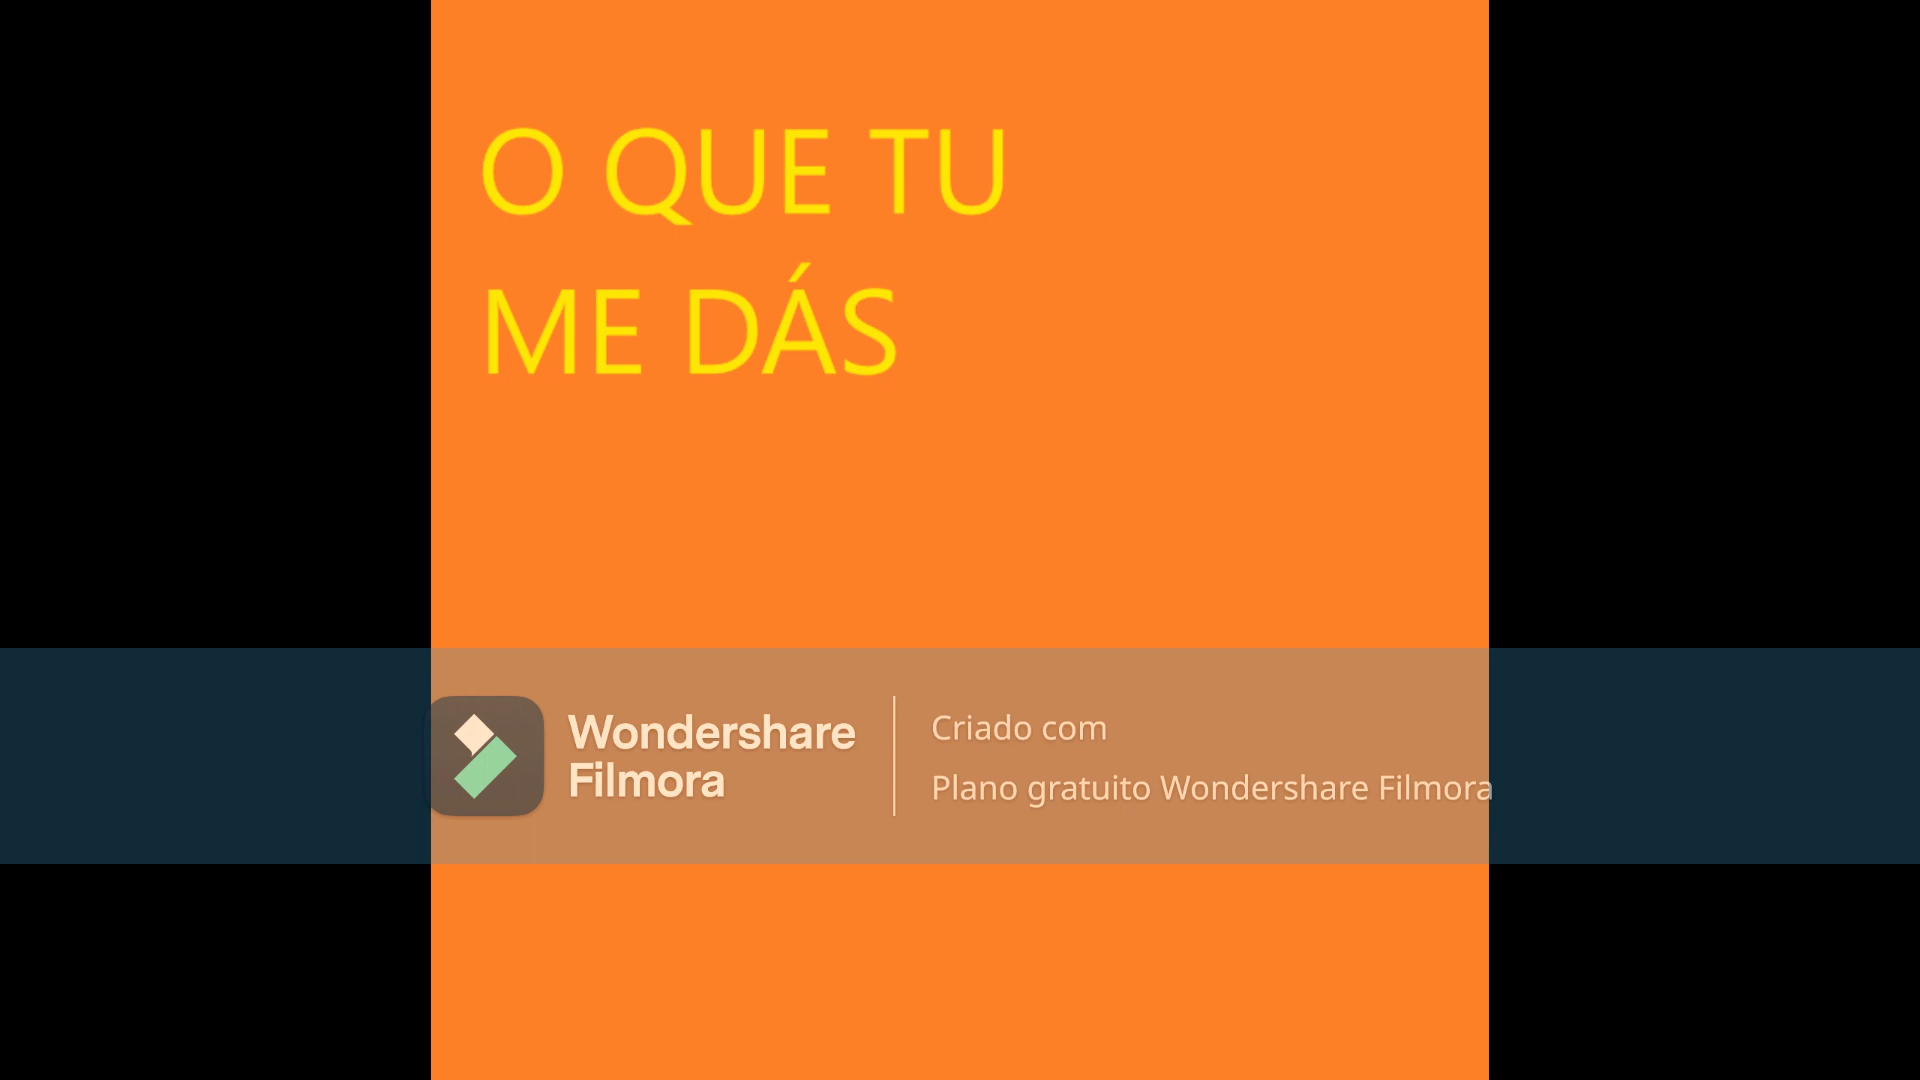 O QUE TU
ME DÁS
Wondershare
Filmora
Criado com
Plano gratuito Wondershare Filmora